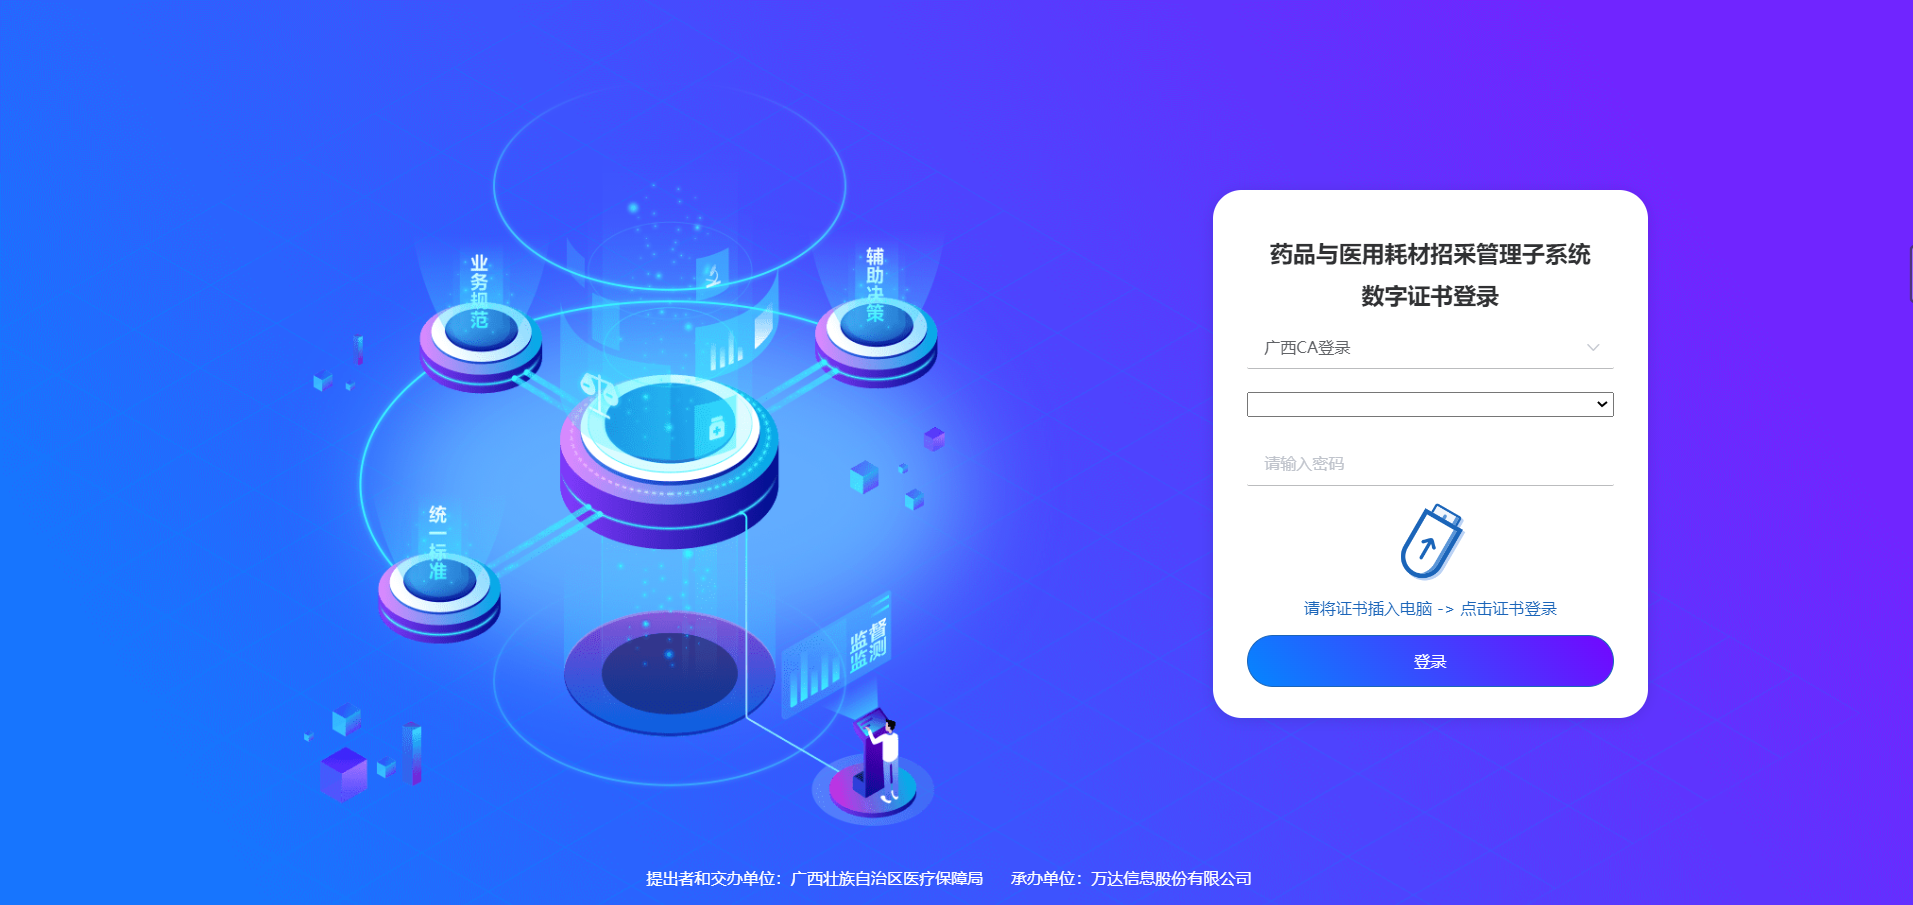 业务规范
辅助决策
统一标准
监督
监测
药品与医用耗材招采管理子系统
数字证书登录
广西CA登录
请输入密码
请将证书插入电脑 -> 点击证书登录
登录
提出者和交办单位：广西壮族自治区医疗保障局 承办单位：万达信息股份有限公司